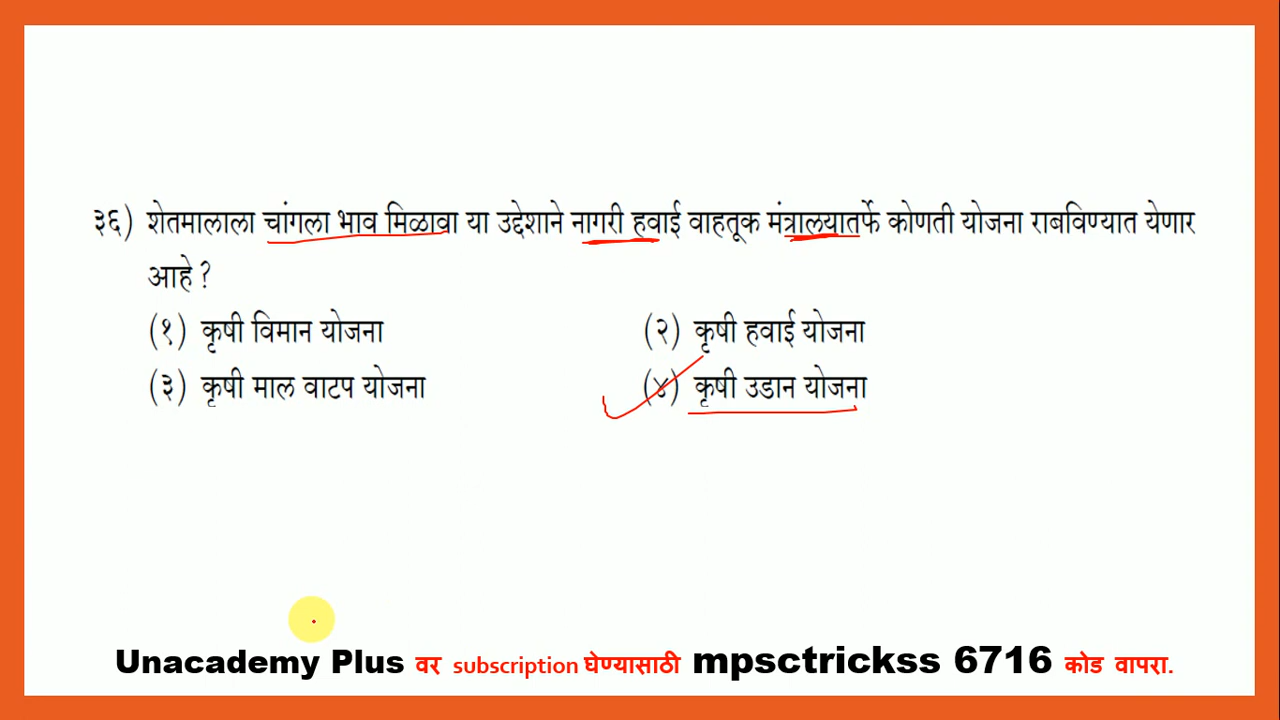 ३६) शेतमालाला चांगला भाव मिळावा या उद्देशाने नागरी हवाई वाहतूक मंत्रालयातर्फे कोणती योजना राबविण्यात येणार
आहे ?
(१) कृषी विमान योजना (२) कृषी हवाई योजना
(३) कृषी माल वाटप योजना (४) कृषी उडान योजना
Unacademy Plus वर subscription घेण्यासाठी mpsctrickss 6716 कोड वापरा.